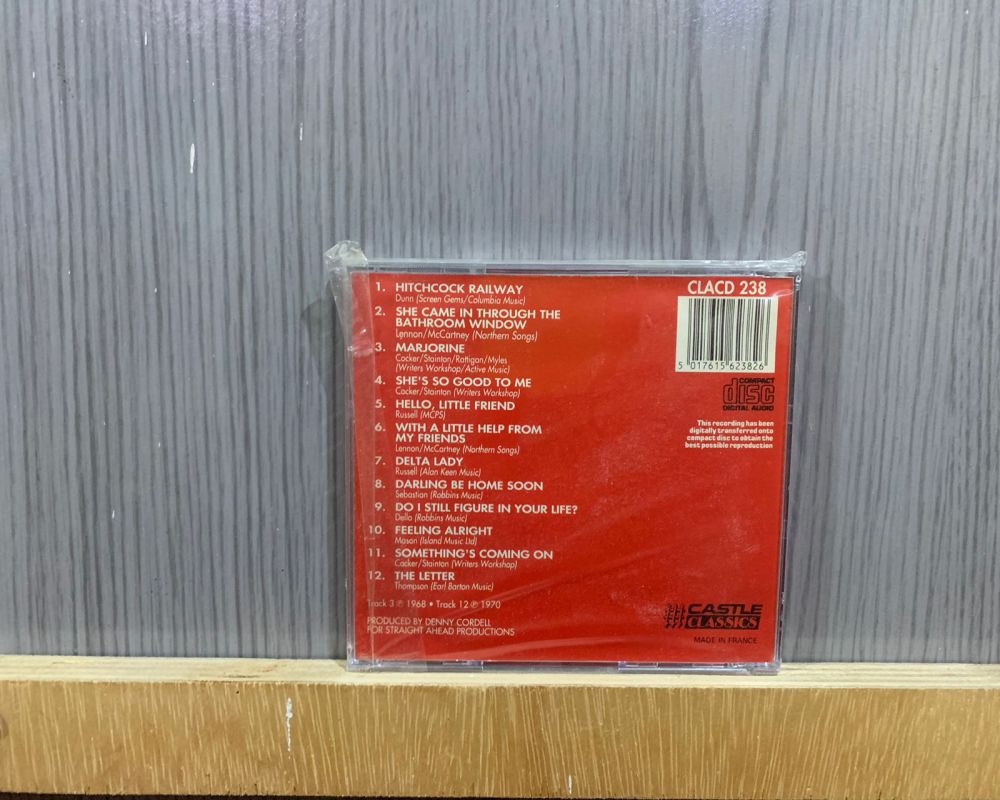 1. HITCHCOCK RAILWAY
Dunn (Screen Gems/Columbia Music)
2. SHE CAME IN THROUGH THE
BATHROOM WINDOW
Lennon/McCartney (Northern Songs)
3. MARJORINE
Cocker/Stainton/Rattigan/Myles
(Writers Workshop/Active Music)
4. SHE'S SO GOOD TO ME
Cocker/Stainton (Writers Workshop)
5. HELLO, LITTLE FRIEND
Russell (MCPS)
6. WITH A LITTLE HELP FROM
MY FRIENDS
Lennon/McCartney (Northern Songs)
7. DELTA LADY
Russell (Alan Keen Music)
8. DARLING BE HOME SOON
Sebastian (Robbins Music)
9. DO I STILL FIGURE IN YOUR LIFE?
Dello (Robbins Music)
10. FEELING ALRIGHT
Mason (Island Music Ltd)
11. SOMETHING'S COMING ON
Cocker/Stainton (Writers Workshop)
12. THE LETTER
Thompson (Earl Barton Music)
Track 3 ℗ 1968 • Track 12 ℗ 1970
PRODUCED BY DENNY CORDELL
FOR STRAIGHT AHEAD PRODUCTIONS
CLACD 238
5 017615 623826
COMPACT
disc
DIGITAL AUDIO
This recording has been
digitally transferred onto
compact disc to obtain the
best possible reproduction
CASTLE
CLASSICS
MADE IN FRANCE